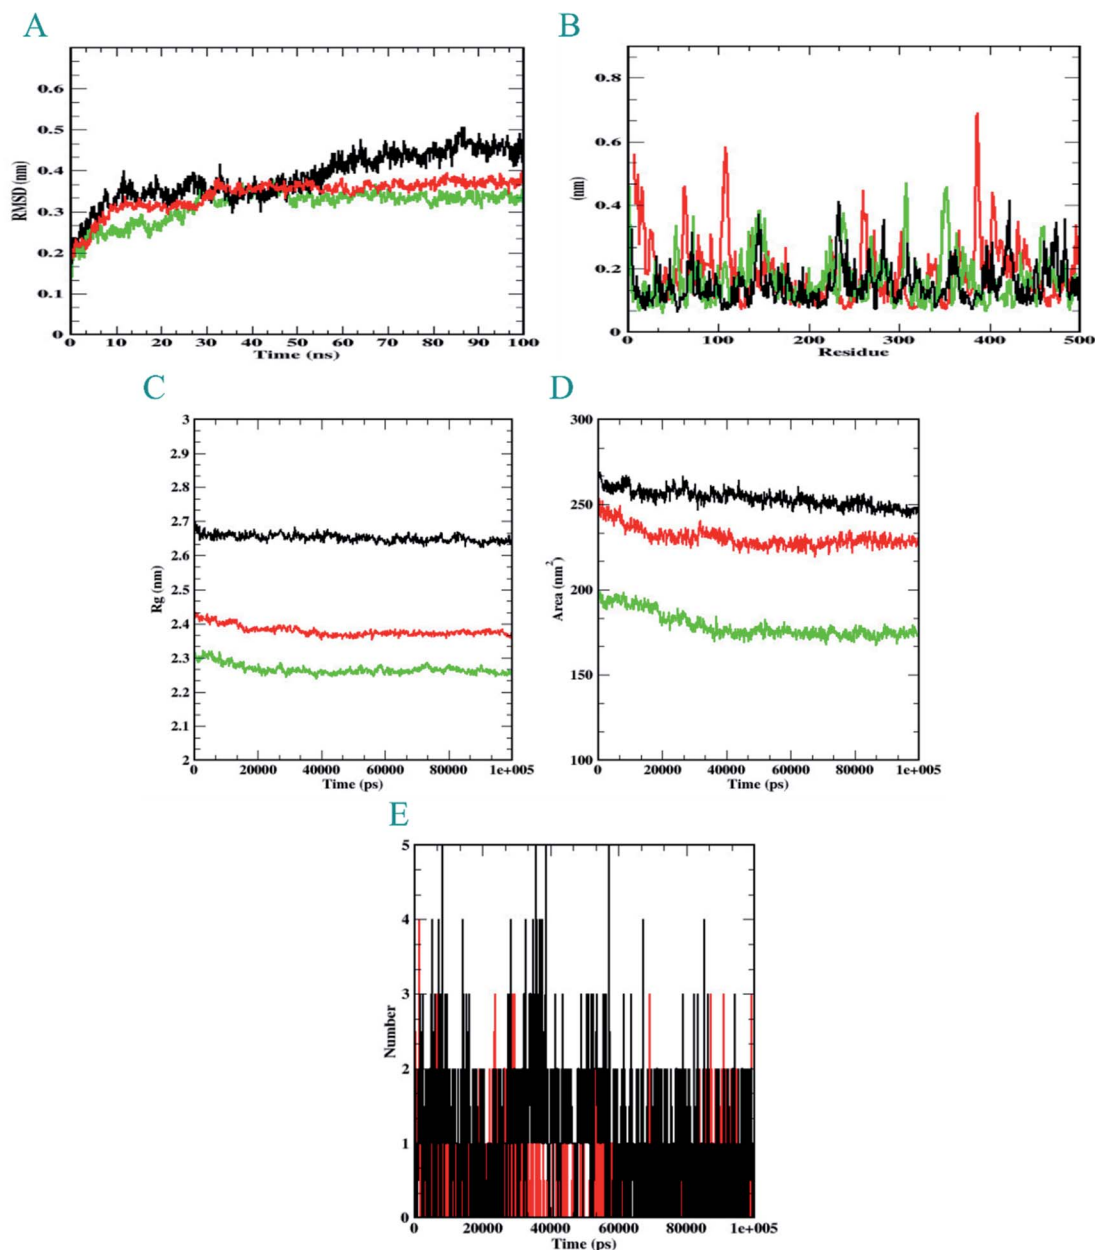 A
0.6
0.5
0.4
0.3
0.2
0.1
0
RMSD (nm)
0 10 20 30 40 50 60 70 80 90 100
Time (ns)
B
0.8
0.6
0.4
0.2
0
(nm)
0 100 200 300 400 500
Residue
C
3
2.9
2.8
2.7
2.6
2.5
2.4
2.3
2.2
2.1
2
Rg (nm)
0 20000 40000 60000 80000 1e+005
Time (ps)
D
300
250
200
150
100
Area (nm²)
0 20000 40000 60000 80000 1e+005
Time (ps)
E
5
4
3
2
1
0
Number
0 20000 40000 60000 80000 1e+005
Time (ps)